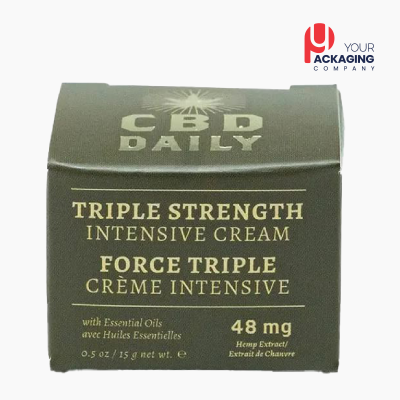 YOUR
PACKAGING
COMPANY
CBD
DAILY
TRIPLE STRENGTH
INTENSIVE CREAM
FORCE TRIPLE
CRÈME INTENSIVE
with Essential Oils
avec Huiles Essentielles
0.5 oz / 15 g net wt. ℮
48 mg
Hemp Extract/
Extrait de Chanvre